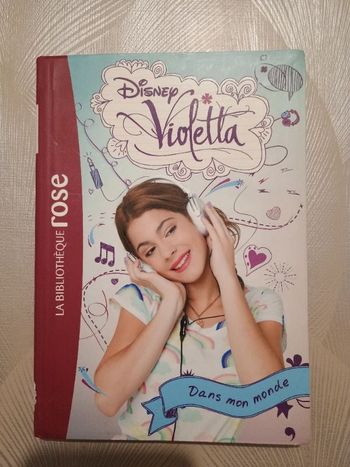 DISNEY
Violetta
LA BIBLIOTHÈQUE rose
Dans mon monde